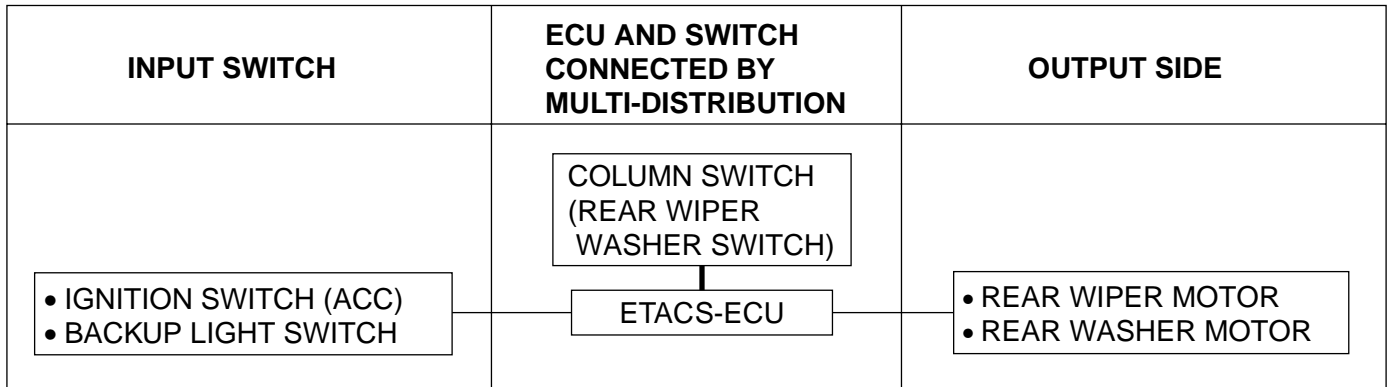 INPUT SWITCH
ECU AND SWITCH
CONNECTED BY
MULTI-DISTRIBUTION
OUTPUT SIDE
COLUMN SWITCH
(REAR WIPER
WASHER SWITCH)
• IGNITION SWITCH (ACC)
• BACKUP LIGHT SWITCH
ETACS-ECU
• REAR WIPER MOTOR
• REAR WASHER MOTOR